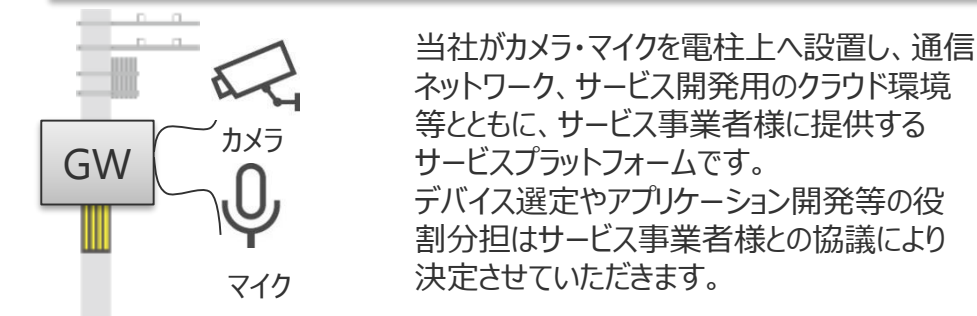 当社がカメラ・マイクを電柱上へ設置し、通信
ネットワーク、サービス開発用のクラウド環境
等とともに、サービス事業者様に提供する
サービスプラットフォームです。
デバイス選定やアプリケーション開発等の役
割分担はサービス事業者様との協議により
決定させていただきます。
カメラ
GW
マイク